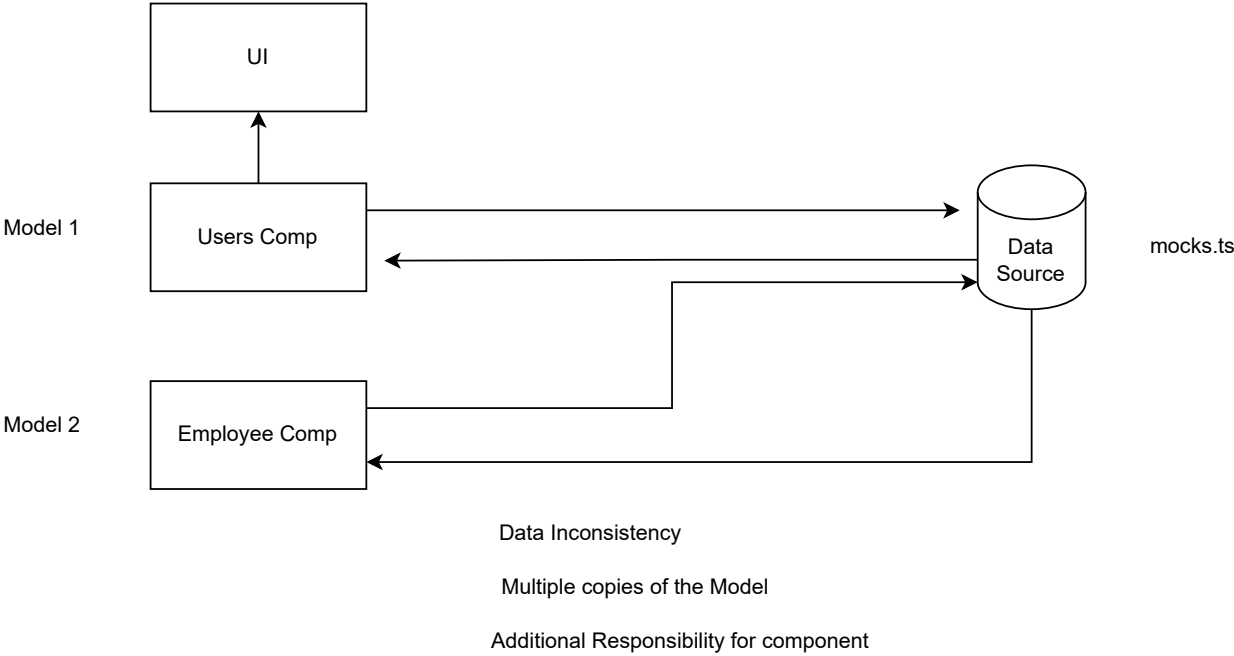 UI
Model 1
Users Comp
Data
Source
mocks.ts
Model 2
Employee Comp
Data Inconsistency
Multiple copies of the Model
Additional Responsibility for component